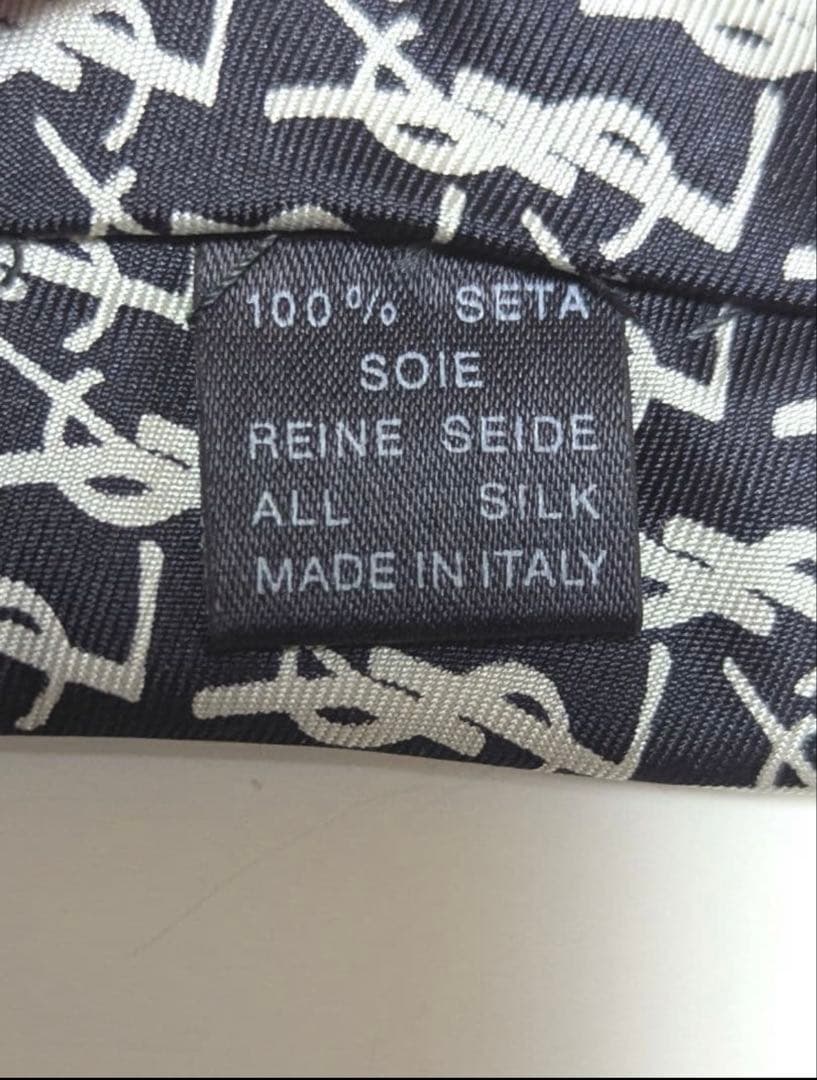 100% SETA
SOIE
REINE SEIDE
ALL SILK
MADE IN ITALY